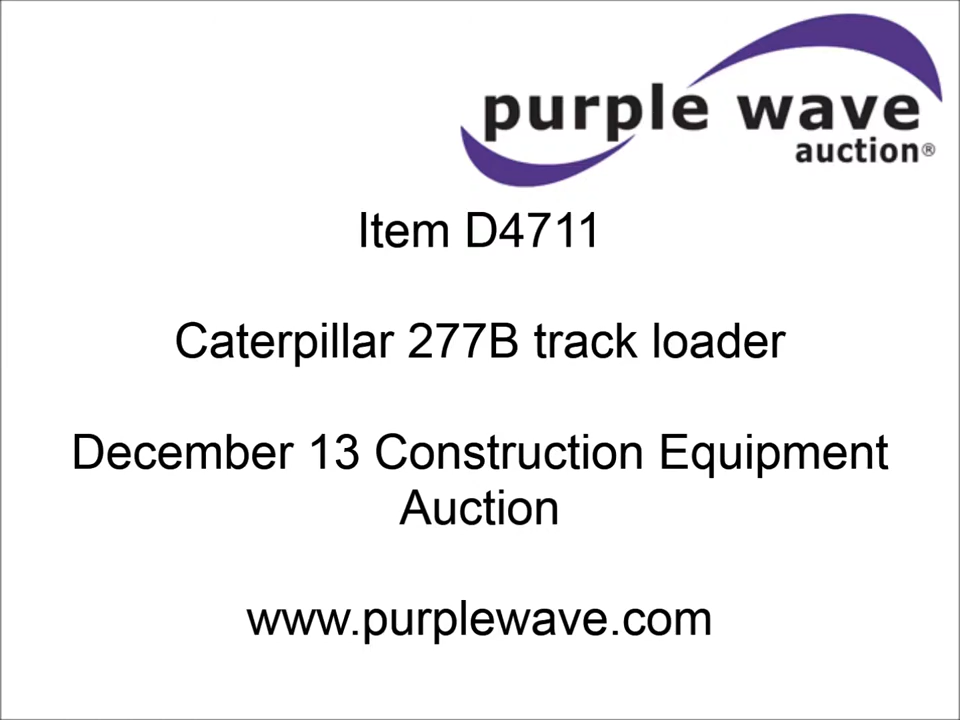 purple wave
auction®
Item D4711
Caterpillar 277B track loader
December 13 Construction Equipment
Auction
www.purplewave.com